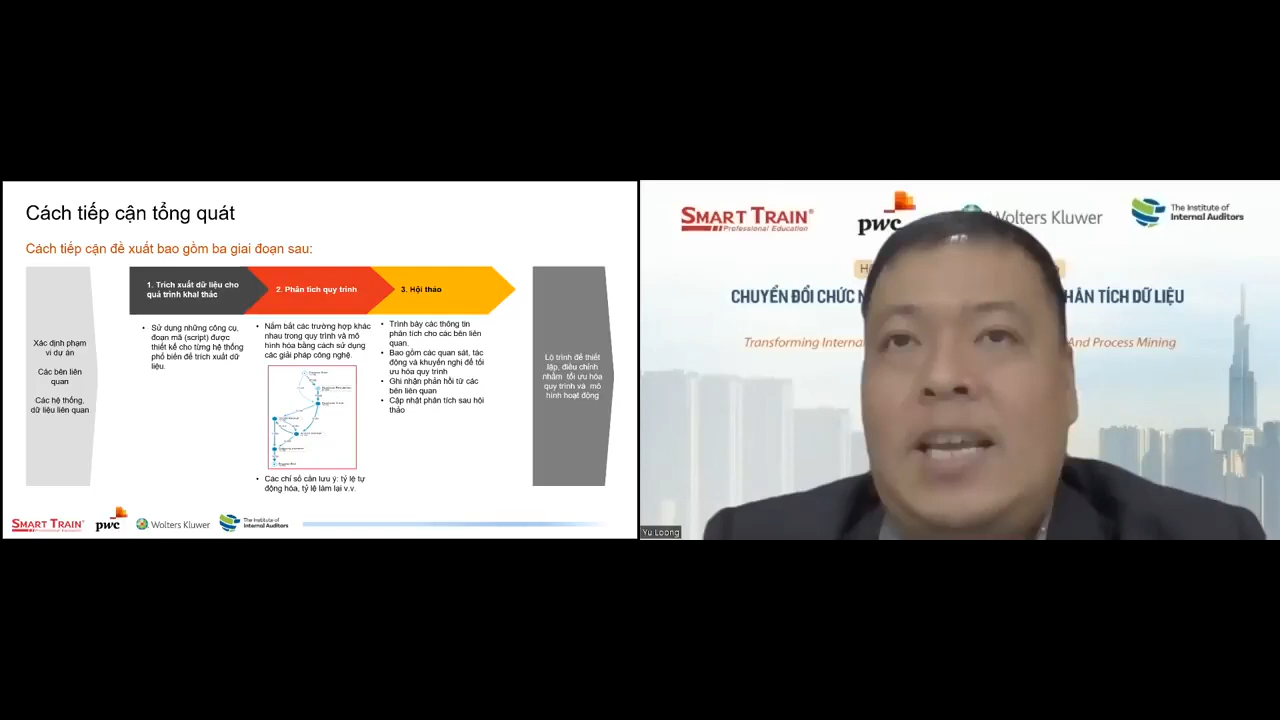 Cách tiếp cận tổng quát
Cách tiếp cận đề xuất bao gồm ba giai đoạn sau:
Xác định phạm
vi dự án
Các bên liên
quan
Các hệ thống,
dữ liệu liên quan
1. Trích xuất dữ liệu cho
quá trình khai thác
• Sử dụng những công cụ,
đoạn mã (script) được
thiết kế cho từng hệ thống
phổ biến để trích xuất dữ
liệu.
2. Phân tích quy trình
• Nắm bắt các trường hợp khác
nhau trong quy trình và mô
hình hóa bằng cách sử dụng
các giải pháp công nghệ.
• Các chỉ số cần lưu ý: tỷ lệ tự
động hóa, tỷ lệ làm lại v.v.
3. Hội thảo
• Trình bày các thông tin
phân tích cho các bên liên
quan.
• Bao gồm các quan sát, tác
động và khuyến nghị để tối
ưu hóa quy trình
• Ghi nhận phản hồi từ các
bên liên quan
• Cập nhật phân tích sau hội
thảo
Lộ trình để thiết
lập, điều chỉnh
nhằm tối ưu hóa
quy trình và mô
hình hoạt động
SMART TRAIN
pwc
Wolters Kluwer
The Institute of
Internal Auditors
SMART TRAIN
Professional Education
pwc
Wolters Kluwer
The Institute of
Internal Auditors
CHUYỂN ĐỔI CHỨC
PHÂN TÍCH DỮ LIỆU
Transforming Interna
And Process Mining
Yu Loong